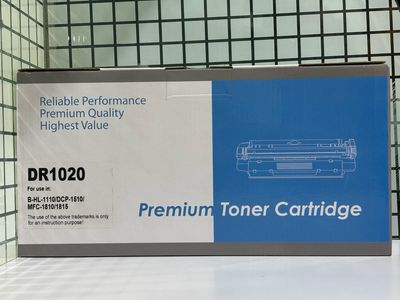 Reliable Performance
Premium Quality
Highest Value
DR1020
For use in:
B-HL-1110/DCP-1510/
MFC-1810/1815
The use of the above trademarks is only
for an instruction purpose
Premium Toner Cartridge